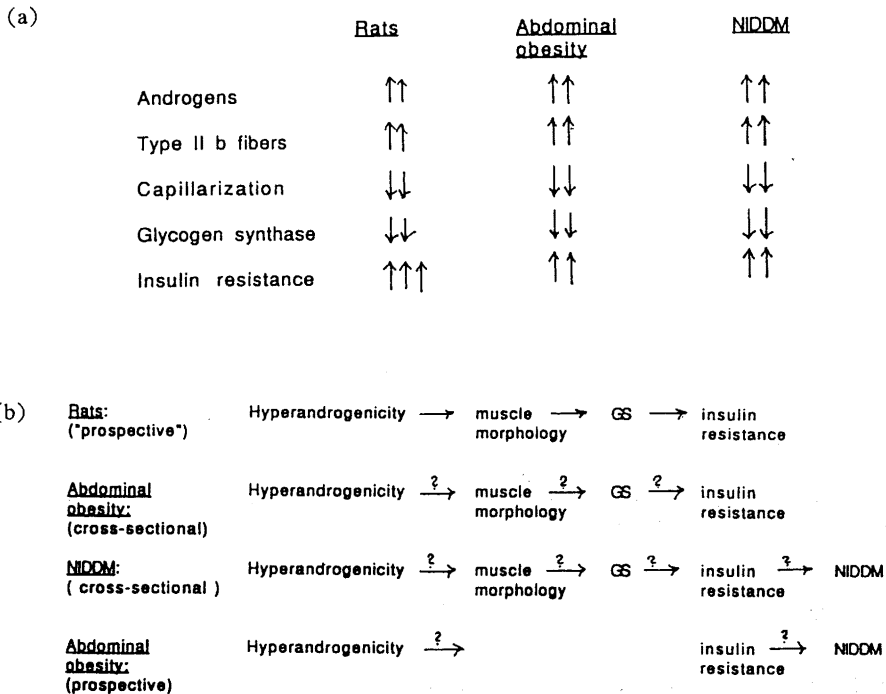 (a)
Rats Abdominal obesity NIDDM
Androgens ↑↑ ↑↑ ↑↑
Type II b fibers ↑↑ ↑↑ ↑↑
Capillarization ↓↓ ↓↓ ↓↓
Glycogen synthase ↓↓ ↓↓ ↓↓
Insulin resistance ↑↑↑ ↑↑ ↑↑
(b)
Rats: Hyperandrogenicity → muscle → GS → insulin
("prospective") morphology resistance
Abdominal Hyperandrogenicity ?→ muscle ?→ GS ?→ insulin
obesity: morphology resistance
(cross-sectional)
NIDDM: Hyperandrogenicity ?→ muscle ?→ GS ?→ insulin ?→ NIDDM
( cross-sectional ) morphology resistance
Abdominal Hyperandrogenicity ?→ insulin ?→ NIDDM
obesity: resistance
(prospective)